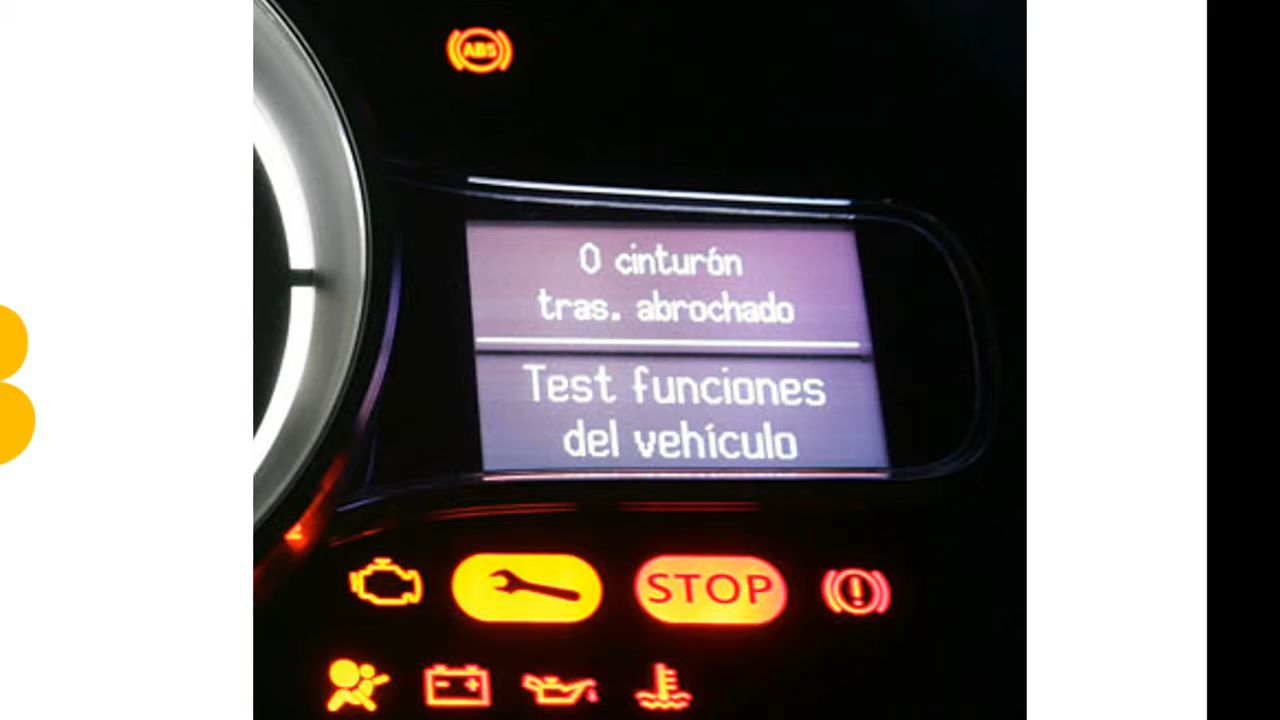 ABS
0 cinturón
tras. abrochado
Test funciones
del vehículo
STOP